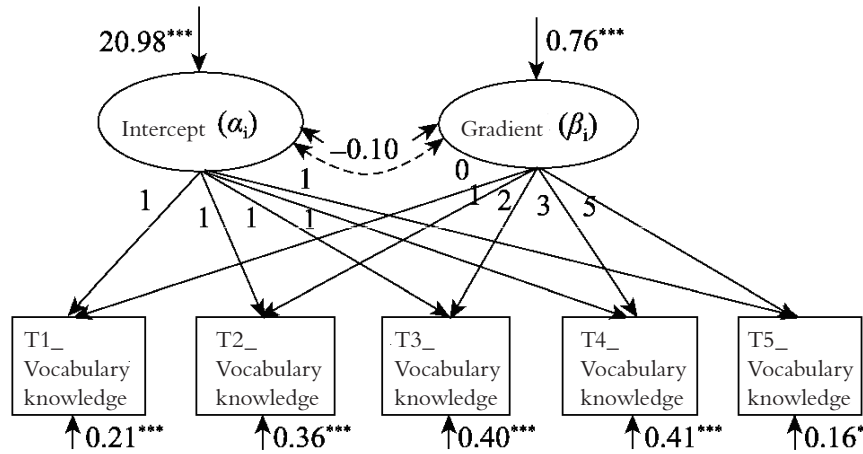 20.98***
0.76***
Intercept (αi)
Gradient (βi)
−0.10
1
1
1
1
1
0
1
2
3
5
T1_
Vocabulary
knowledge
T2_
Vocabulary
knowledge
T3_
Vocabulary
knowledge
T4_
Vocabulary
knowledge
T5_
Vocabulary
knowledge
0.21***
0.36***
0.40***
0.41***
0.16*